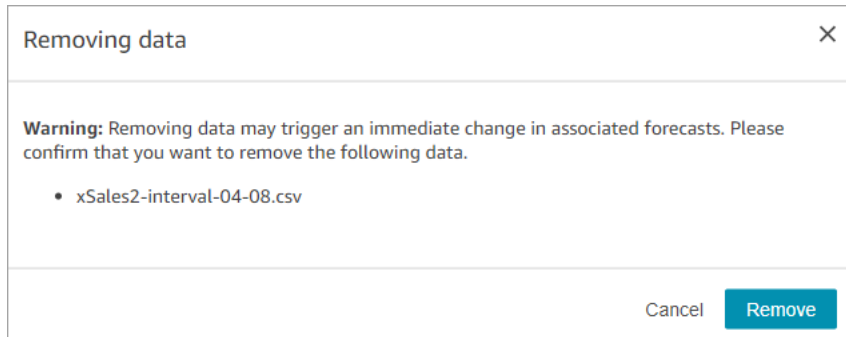 Removing data
Warning: Removing data may trigger an immediate change in associated forecasts. Please
confirm that you want to remove the following data.
• xSales2-interval-04-08.csv
Cancel Remove